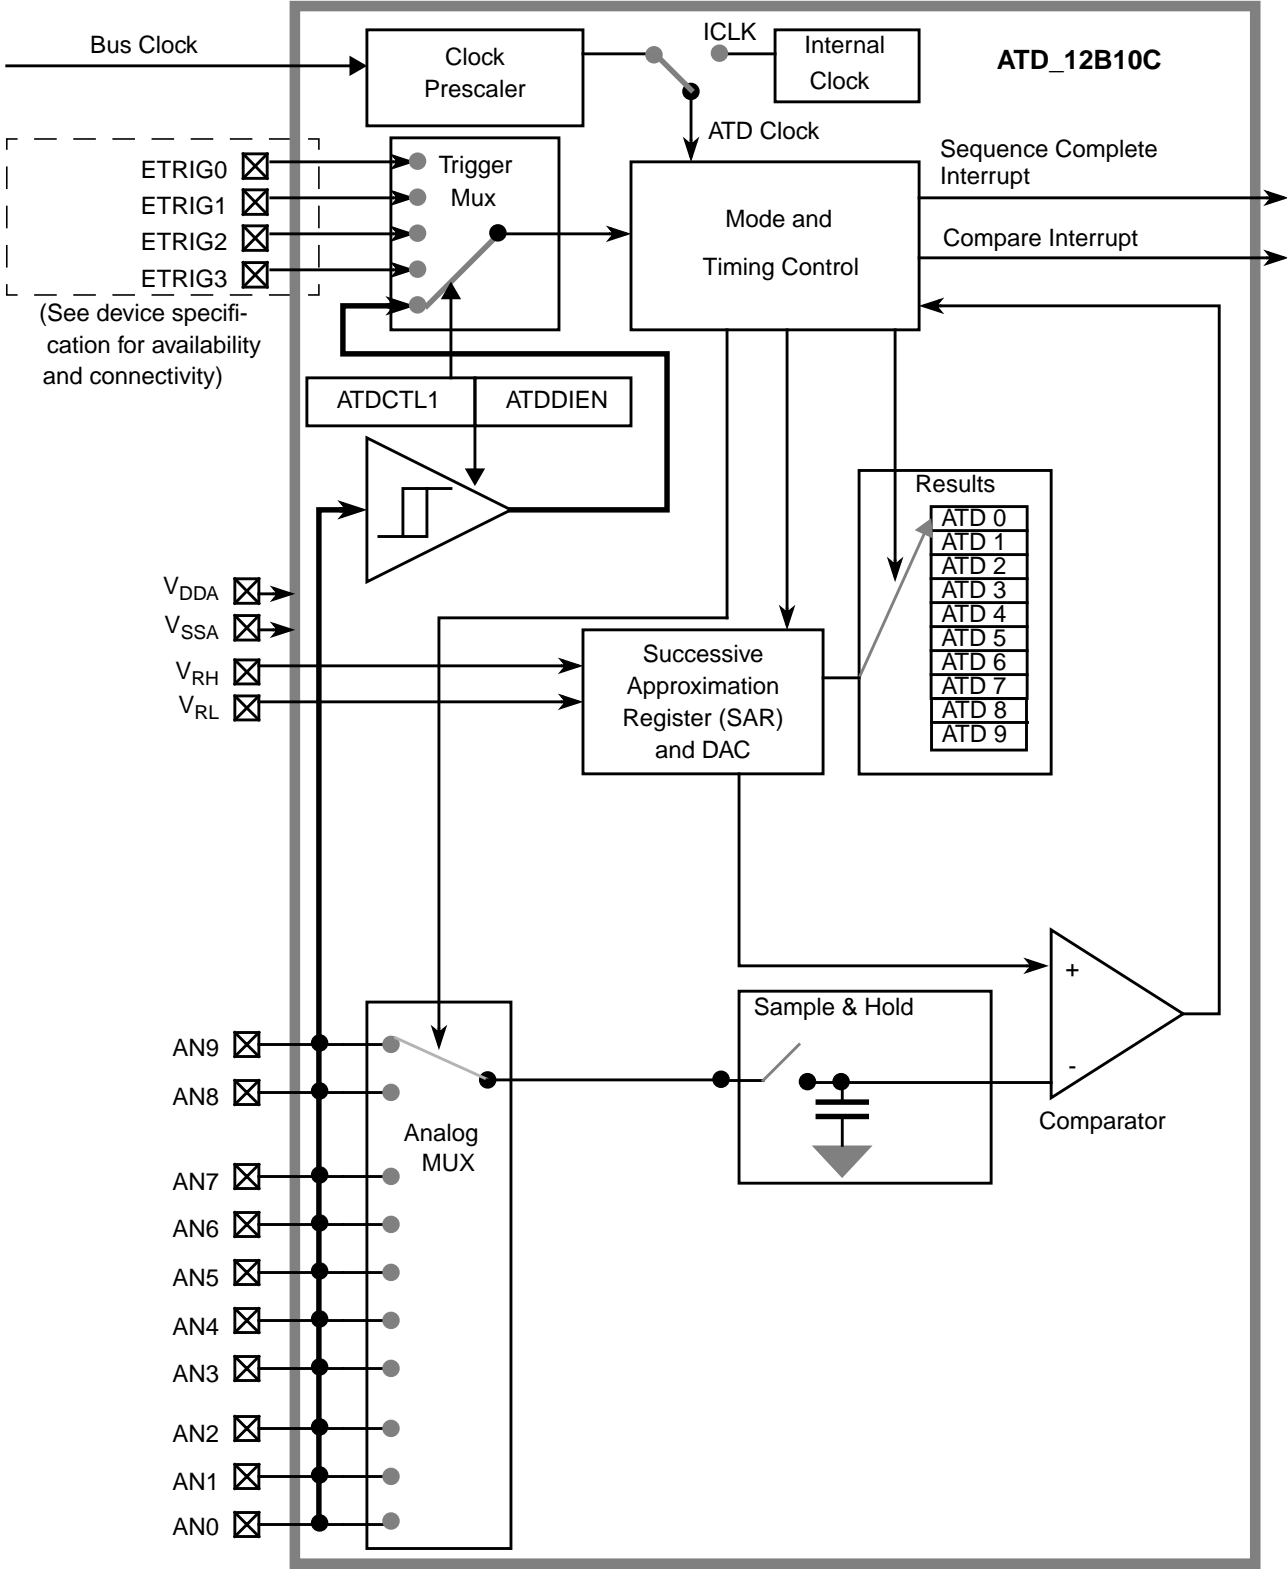 Bus Clock
Clock
Prescaler
ICLK
Internal
Clock
ATD_12B10C
ATD Clock
ETRIG0
ETRIG1
ETRIG2
ETRIG3
(See device specifi-
cation for availability
and connectivity)
Trigger
Mux
Mode and
Timing Control
Sequence Complete
Interrupt
Compare Interrupt
ATDCTL1
ATDDIEN
Results
ATD 0
ATD 1
ATD 2
ATD 3
ATD 4
ATD 5
ATD 6
ATD 7
ATD 8
ATD 9
VDDA
VSSA
VRH
VRL
Successive
Approximation
Register (SAR)
and DAC
+
-
Comparator
Sample & Hold
Analog
MUX
AN9
AN8
AN7
AN6
AN5
AN4
AN3
AN2
AN1
AN0